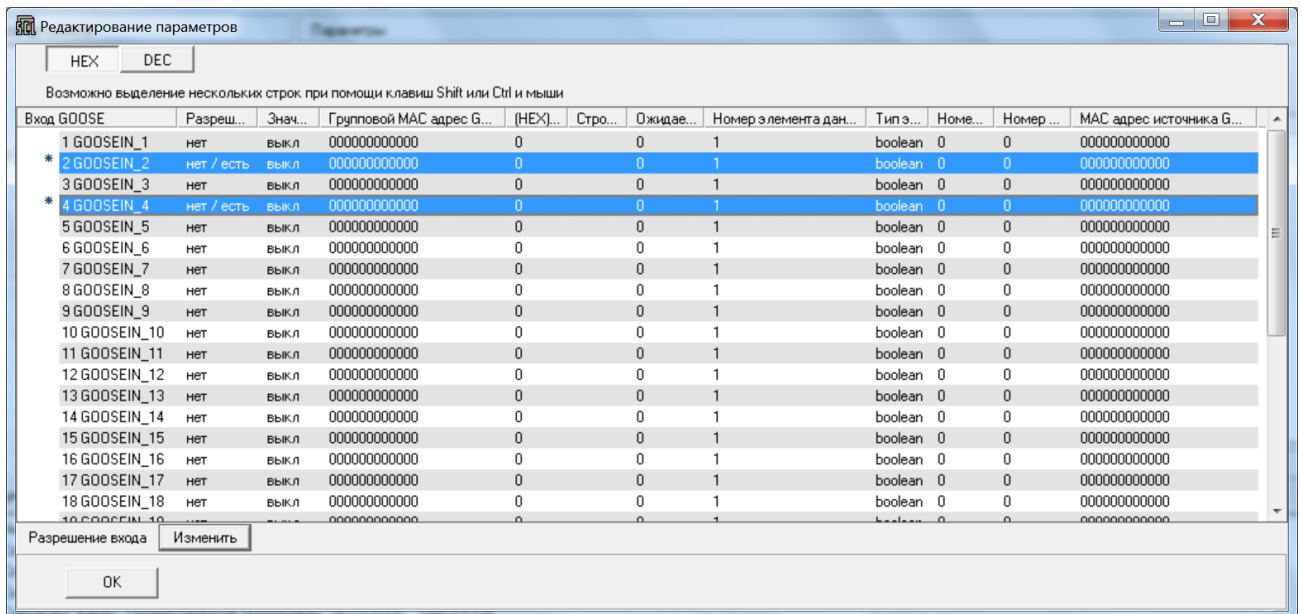 Редактирование параметров
Параметры
HEX DEC
Возможно выделение нескольких строк при помощи клавиш Shift или Ctrl и мыши
Вход GOOSE Разреш... Знач... Групповой MAC адрес G... (HEX)... Стро... Ожидае... Номер элемента дан... Тип э... Номе... Номер ... MAC адрес источника G...
1 GOOSEIN_1 нет выкл 000000000000 0 0 1 boolean 0 0 000000000000
* 2 GOOSEIN_2 нет / есть выкл 000000000000 0 0 1 boolean 0 0 000000000000
3 GOOSEIN_3 нет выкл 000000000000 0 0 1 boolean 0 0 000000000000
* 4 GOOSEIN_4 нет / есть выкл 000000000000 0 0 1 boolean 0 0 000000000000
5 GOOSEIN_5 нет выкл 000000000000 0 0 1 boolean 0 0 000000000000
6 GOOSEIN_6 нет выкл 000000000000 0 0 1 boolean 0 0 000000000000
7 GOOSEIN_7 нет выкл 000000000000 0 0 1 boolean 0 0 000000000000
8 GOOSEIN_8 нет выкл 000000000000 0 0 1 boolean 0 0 000000000000
9 GOOSEIN_9 нет выкл 000000000000 0 0 1 boolean 0 0 000000000000
10 GOOSEIN_10 нет выкл 000000000000 0 0 1 boolean 0 0 000000000000
11 GOOSEIN_11 нет выкл 000000000000 0 0 1 boolean 0 0 000000000000
12 GOOSEIN_12 нет выкл 000000000000 0 0 1 boolean 0 0 000000000000
13 GOOSEIN_13 нет выкл 000000000000 0 0 1 boolean 0 0 000000000000
14 GOOSEIN_14 нет выкл 000000000000 0 0 1 boolean 0 0 000000000000
15 GOOSEIN_15 нет выкл 000000000000 0 0 1 boolean 0 0 000000000000
16 GOOSEIN_16 нет выкл 000000000000 0 0 1 boolean 0 0 000000000000
17 GOOSEIN_17 нет выкл 000000000000 0 0 1 boolean 0 0 000000000000
18 GOOSEIN_18 нет выкл 000000000000 0 0 1 boolean 0 0 000000000000
Разрешение входа Изменить
OK